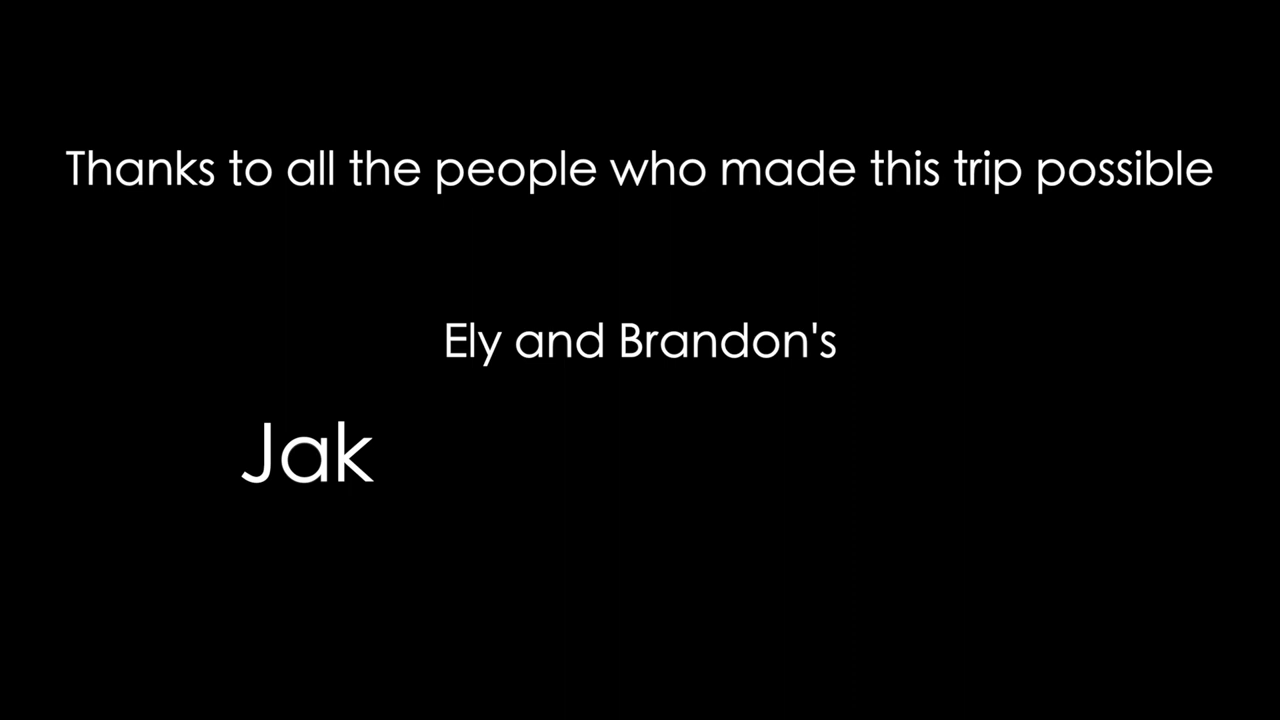 Thanks to all the people who made this trip possible
Ely and Brandon's
Jak